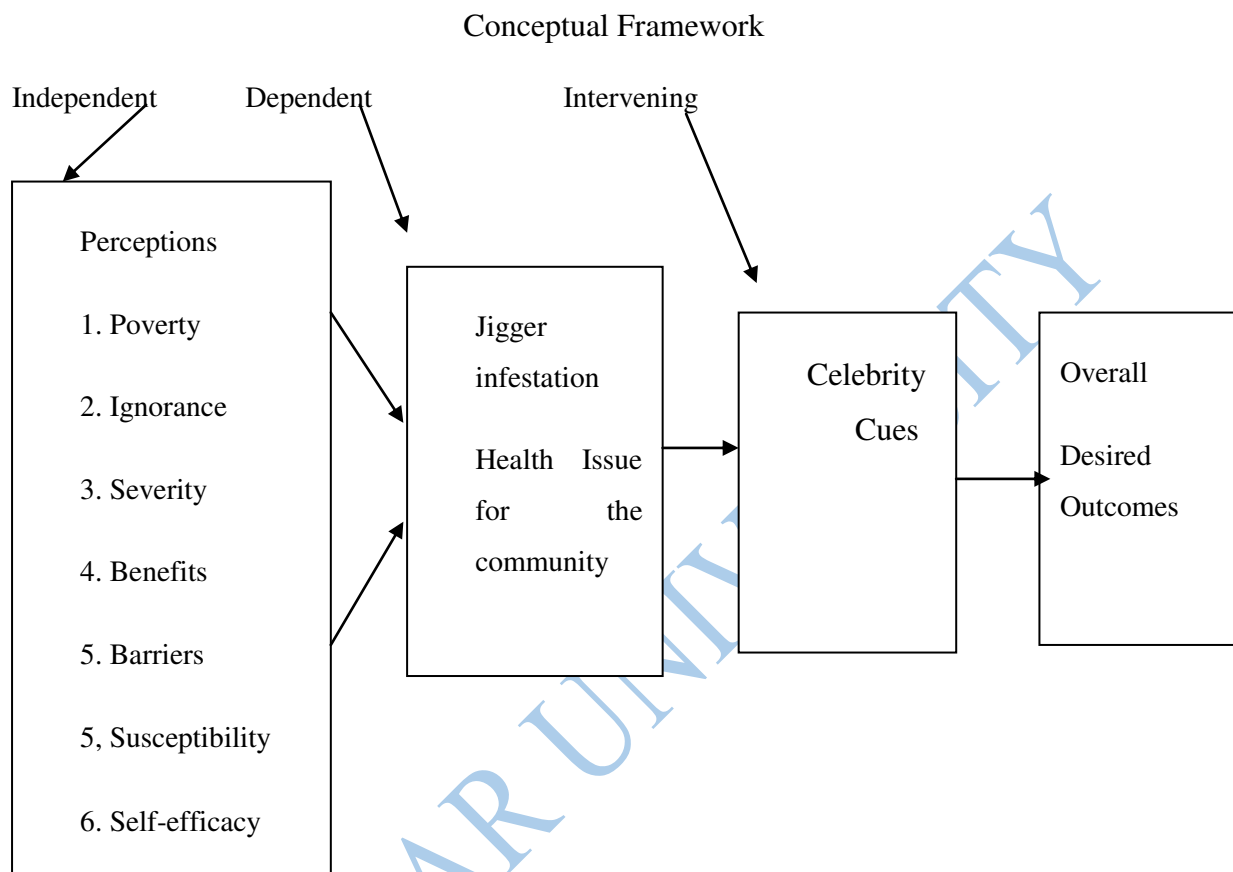 Conceptual Framework
Independent
Dependent
Intervening
Perceptions
1. Poverty
2. Ignorance
3. Severity
4. Benefits
5. Barriers
5, Susceptibility
6. Self-efficacy
Jigger
infestation
Health Issue
for the
community
Celebrity
Cues
Overall
Desired
Outcomes